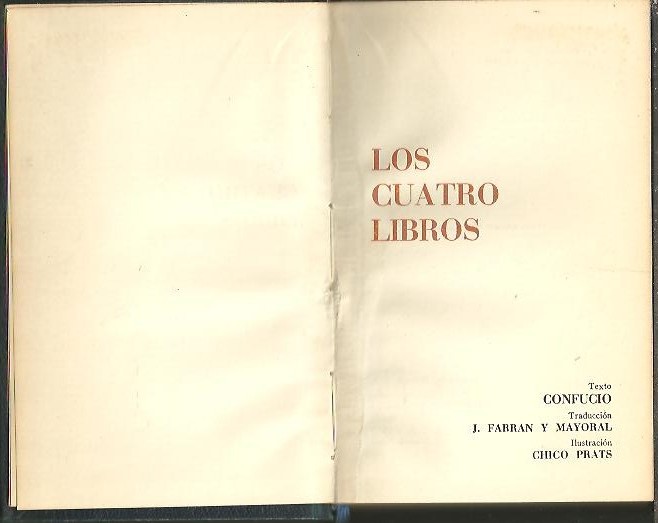 LOS
CUATRO
LIBROS
Texto
CONFUCIO
Traducción
J. FABRAN Y MAYORAL
Ilustración
CHICO PRATS